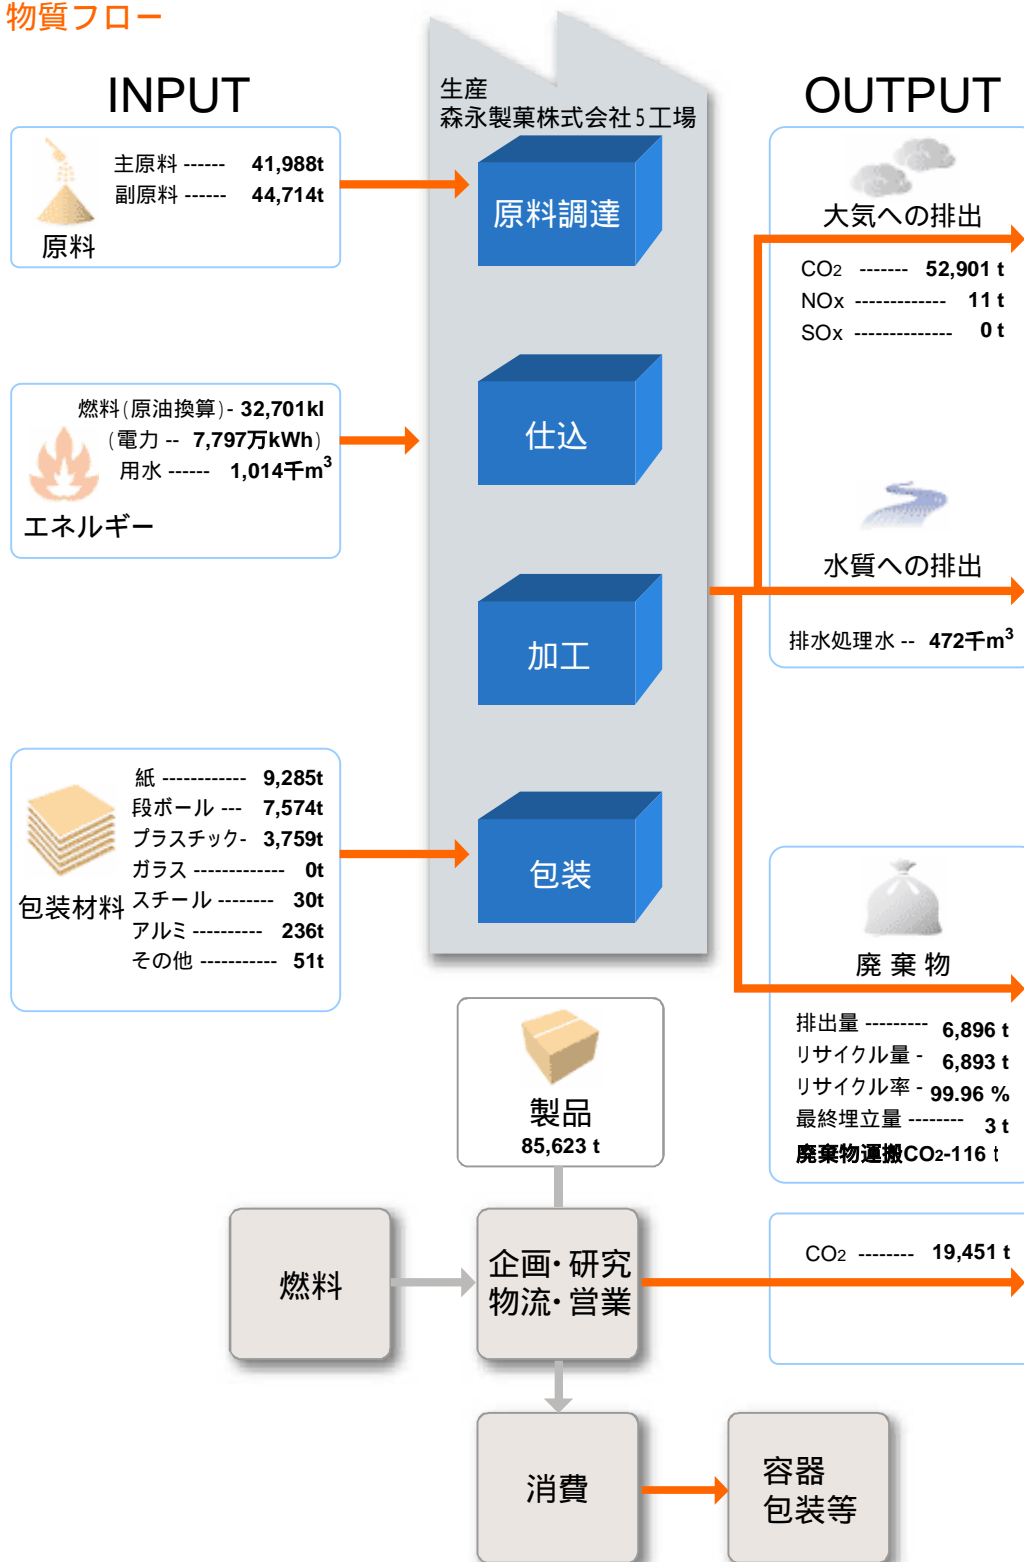 物質フロー
INPUT
主原料 ------ 41,988t
副原料 ------ 44,714t
原料
燃料(原油換算)- 32,701kl
(電力 -- 7,797万kWh)
用水 ------ 1,014千m³
エネルギー
紙 ------------ 9,285t
段ボール --- 7,574t
プラスチック- 3,759t
ガラス ------------- 0t
スチール -------- 30t
アルミ ---------- 236t
その他 ----------- 51t
包装材料
生産
森永製菓株式会社5工場
原料調達
仕込
加工
包装
OUTPUT
大気への排出
CO₂ ------- 52,901 t
NOx ------------- 11 t
SOx -------------- 0 t
水質への排出
排水処理水 -- 472千m³
廃棄物
排出量 --------- 6,896 t
リサイクル量 - 6,893 t
リサイクル率 - 99.96 %
最終埋立量 -------- 3 t
廃棄物運搬CO₂-116 t
製品
85,623 t
燃料
企画・研究
物流・営業
CO₂ -------- 19,451 t
消費
容器
包装等